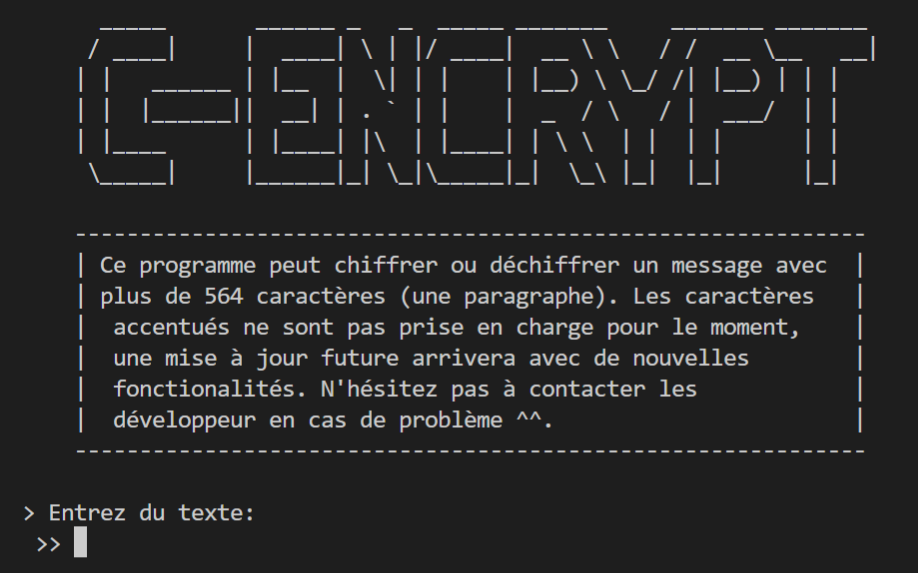 C-ENCRYPT
Ce programme peut chiffrer ou déchiffrer un message avec
plus de 564 caractères (une paragraphe). Les caractères
accentués ne sont pas prise en charge pour le moment,
une mise à jour future arrivera avec de nouvelles
fonctionalités. N'hésitez pas à contacter les
développeur en cas de problème ^^.
> Entrez du texte:
>>